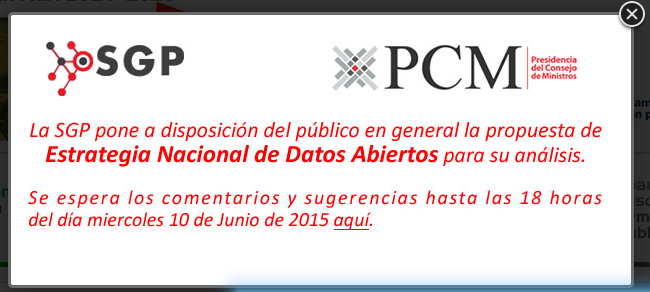 SGP
PCM
Presidencia
del Consejo
de Ministros
La SGP pone a disposición del público en general la propuesta de
Estrategia Nacional de Datos Abiertos para su análisis.
Se espera los comentarios y sugerencias hasta las 18 horas
del día miercoles 10 de Junio de 2015 aquí.